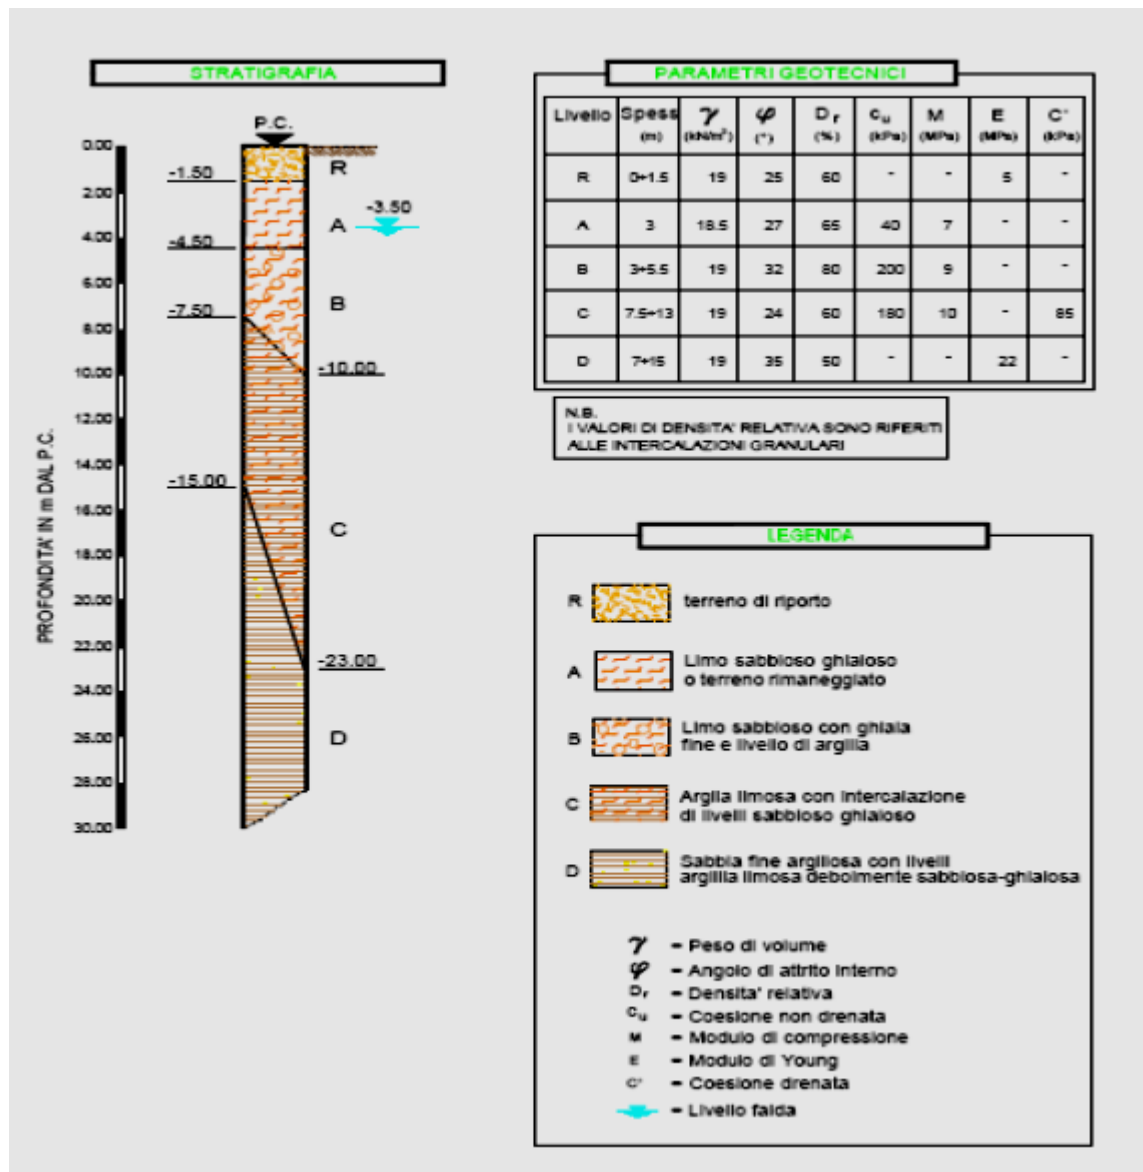 STRATIGRAFIA
P.C.
0.00
2.00
4.00
6.00
8.00
10.00
12.00
14.00
16.00
18.00
20.00
22.00
24.00
26.00
28.00
30.00
PROFONDITA' IN m DAL P.C.
-1.50
-4.50
-7.50
-15.00
R
-3.50
A
B
-10.00
C
-23.00
D
PARAMETRI GEOTECNICI
Livello Spess (m) γ (kN/m³) φ (°) Dr (%) cu (kPa) M (MPa) E (MPa) C' (kPa)
R 0÷1.5 19 25 60 - - 5 -
A 3 18.5 27 65 40 7 - -
B 3÷5.5 19 32 80 200 9 - -
C 7.5÷13 19 24 60 180 10 - 85
D 7÷15 19 35 50 - - 22 -
N.B.
I VALORI DI DENSITA' RELATIVA SONO RIFERITI
ALLE INTERCALAZIONI GRANULARI
LEGENDA
R terreno di riporto
A Limo sabbioso ghiaioso
o terreno rimaneggiato
B Limo sabbioso con ghiaia
fine e livello di argilla
C Argilla limosa con intercalazione
di livelli sabbioso ghiaioso
D Sabbia fine argillosa con livelli
argillia limosa debolmente sabbiosa-ghiaiosa
γ = Peso di volume
φ = Angolo di attrito interno
Dr = Densita' relativa
cu = Coesione non drenata
M = Modulo di compressione
E = Modulo di Young
C' = Coesione drenata
= Livello falda